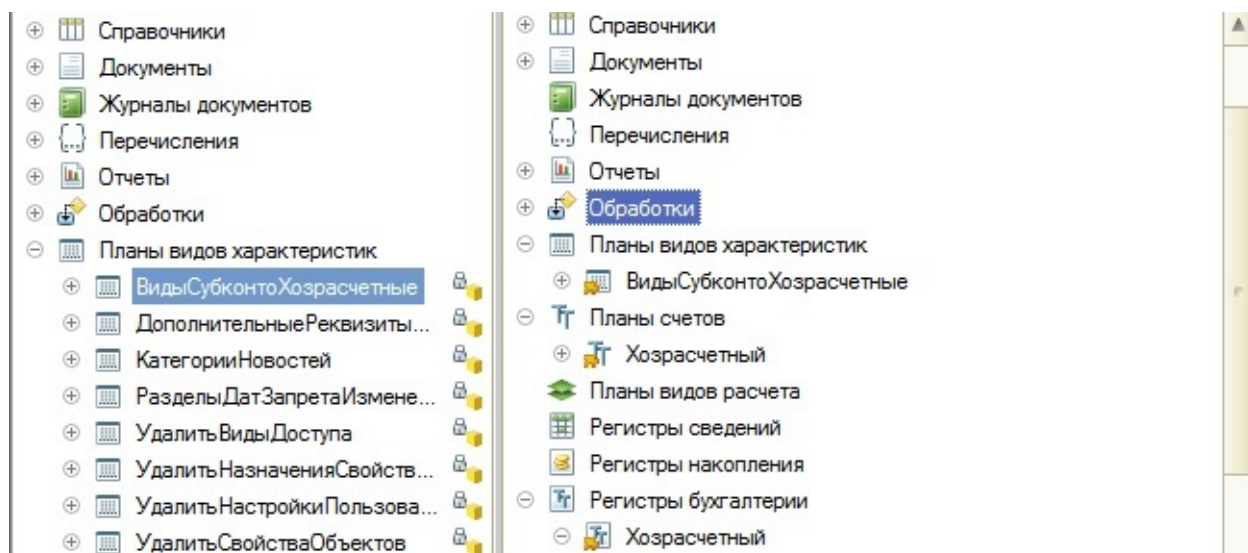 Справочники
Документы
Журналы документов
Перечисления
Отчеты
Обработки
Планы видов характеристик
ВидыСубконтоХозрасчетные
ДополнительныеРеквизиты...
КатегорииНовостей
РазделыДатЗапретаИзмене...
УдалитьВидыДоступа
УдалитьНазначенияСвойств...
УдалитьНастройкиПользова...
УдалитьСвойстваОбъектов
Справочники
Документы
Журналы документов
Перечисления
Отчеты
Обработки
Планы видов характеристик
ВидыСубконтоХозрасчетные
Планы счетов
Хозрасчетный
Планы видов расчета
Регистры сведений
Регистры накопления
Регистры бухгалтерии
Хозрасчетный